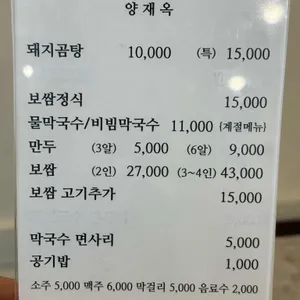 양재옥
돼지곰탕 10,000 (특) 15,000
보쌈정식 15,000
물막국수/비빔막국수 11,000 (계절메뉴)
만두 (3알) 5,000 (6알) 9,000
보쌈 (2인) 27,000 (3~4인) 43,000
보쌈 고기추가 15,000
막국수 면사리 5,000
공기밥 1,000
소주 5,000 맥주 6,000 막걸리 5,000 음료수 2,000